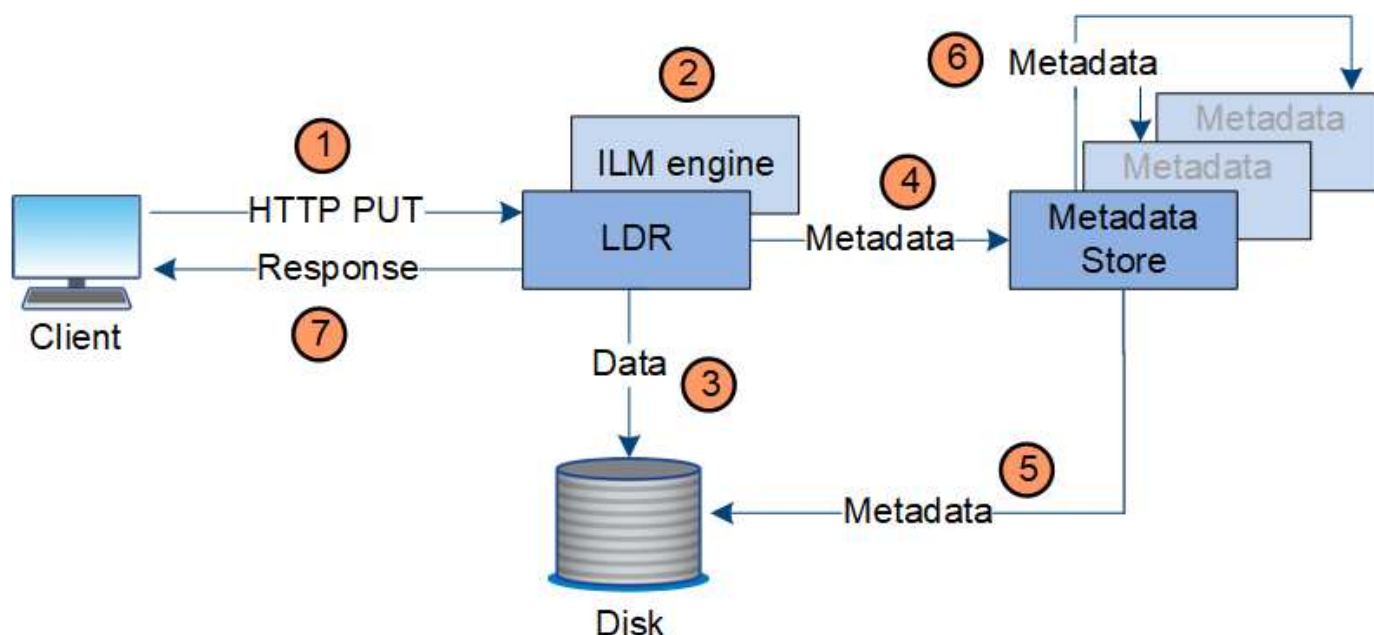 6
Metadata
2
Metadata
1
ILM engine
Metadata
4
HTTP PUT
LDR
Metadata
Metadata
Store
Response
Client
7
Data
3
5
Metadata
Disk